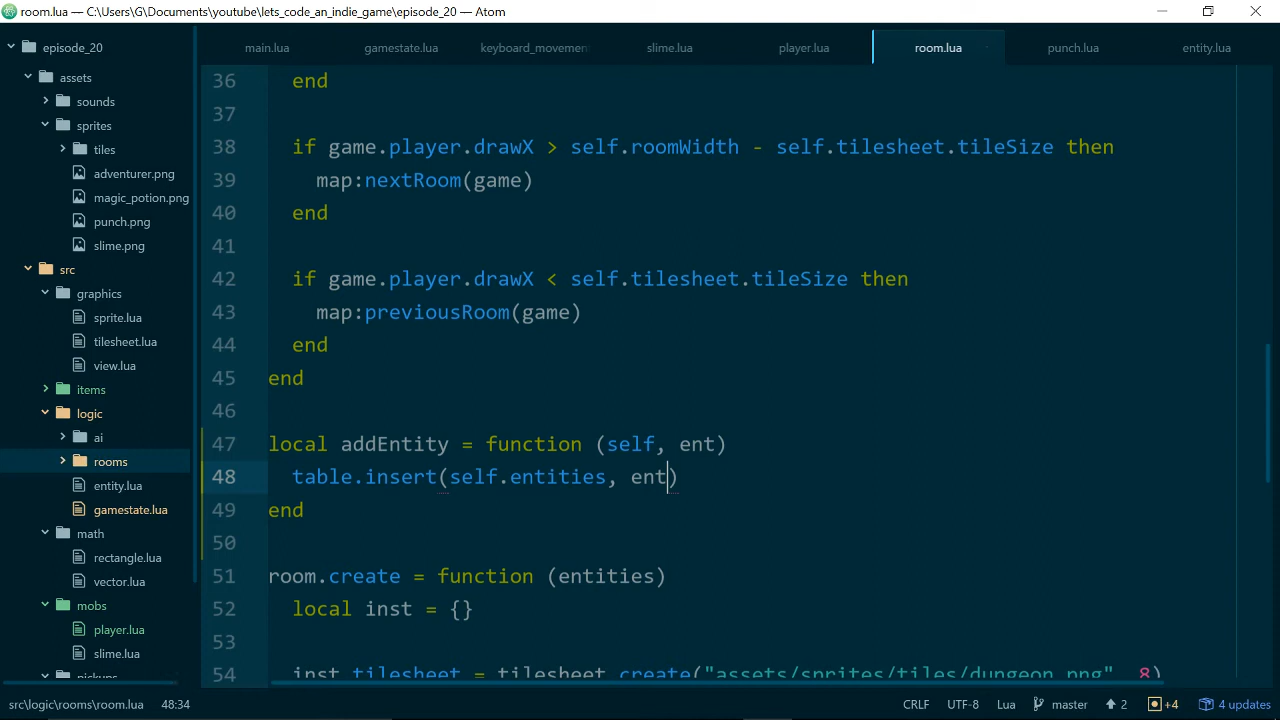 room.lua — C:\Users\G\Documents\youtube\lets_code_an_indie_game\episode_20 — Atom
episode_20
assets
sounds
sprites
tiles
adventurer.png
magic_potion.png
punch.png
slime.png
src
graphics
sprite.lua
tilesheet.lua
view.lua
items
logic
ai
rooms
entity.lua
gamestate.lua
math
rectangle.lua
vector.lua
mobs
player.lua
slime.lua
pickups
main.lua
gamestate.lua
keyboard_movemen
slime.lua
player.lua
room.lua
punch.lua
entity.lua
36 end
37
38 if game.player.drawX > self.roomWidth - self.tilesheet.tileSize then
39 map:nextRoom(game)
40 end
41
42 if game.player.drawX < self.tilesheet.tileSize then
43 map:previousRoom(game)
44 end
45 end
46
47 local addEntity = function (self, ent)
48 table.insert(self.entities, ent)
49 end
50
51 room.create = function (entities)
52 local inst = {}
53
54 inst.tilesheet = tilesheet.create("assets/sprites/tiles/dungeon.png", 8)
src\logic\rooms\room.lua 48:34 CRLF UTF-8 Lua master 2 +4 4 updates